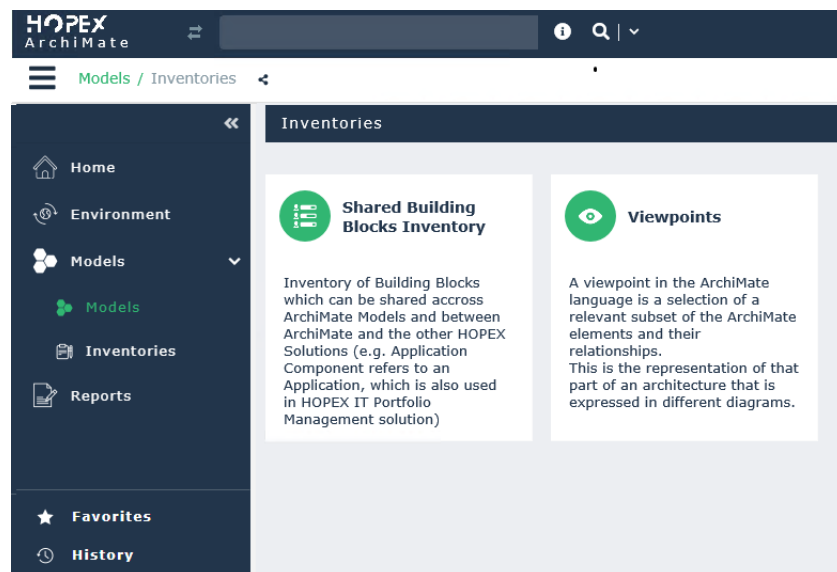 HOPEX
ArchiMate
Models / Inventories
Inventories
Home
Environment
Models
Models
Inventories
Reports
Favorites
History
Shared Building
Blocks Inventory
Inventory of Building Blocks
which can be shared accross
ArchiMate Models and between
ArchiMate and the other HOPEX
Solutions (e.g. Application
Component refers to an
Application, which is also used
in HOPEX IT Portfolio
Management solution)
Viewpoints
A viewpoint in the ArchiMate
language is a selection of a
relevant subset of the ArchiMate
elements and their
relationships.
This is the representation of that
part of an architecture that is
expressed in different diagrams.